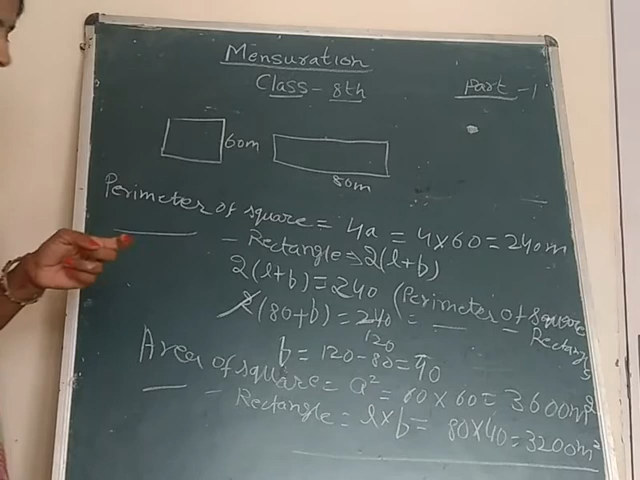 Mensuration
Class - 8th
Part - 1
60m
80m
Perimeter of square = 4a = 4×60 = 240m
— Rectangle ⇒ 2(l+b)
2(l+b) = 240 (Perimeter of square
2(80+b) = 240 = — — Rectangle
120
b = 120 - 80 = 40
Area of square = a² = 60×60 = 3600m²
— — Rectangle = l×b = 80×40 = 3200m²